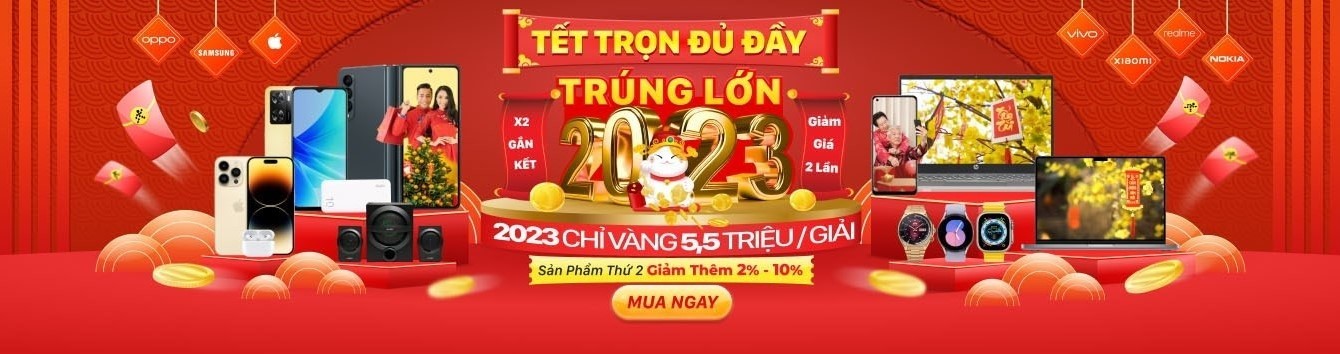 oppo
SAMSUNG
vivo
XIAOMI
realme
NOKIA
TẾT TRỌN ĐỦ ĐẦY
TRÚNG LỚN
2023
X2
GẮN
KẾT
Giảm
Giá
2 Lần
2023 CHỈ VÀNG 5,5 TRIỆU / GIẢI
Sản Phẩm Thứ 2 Giảm Thêm 2% - 10%
MUA NGAY